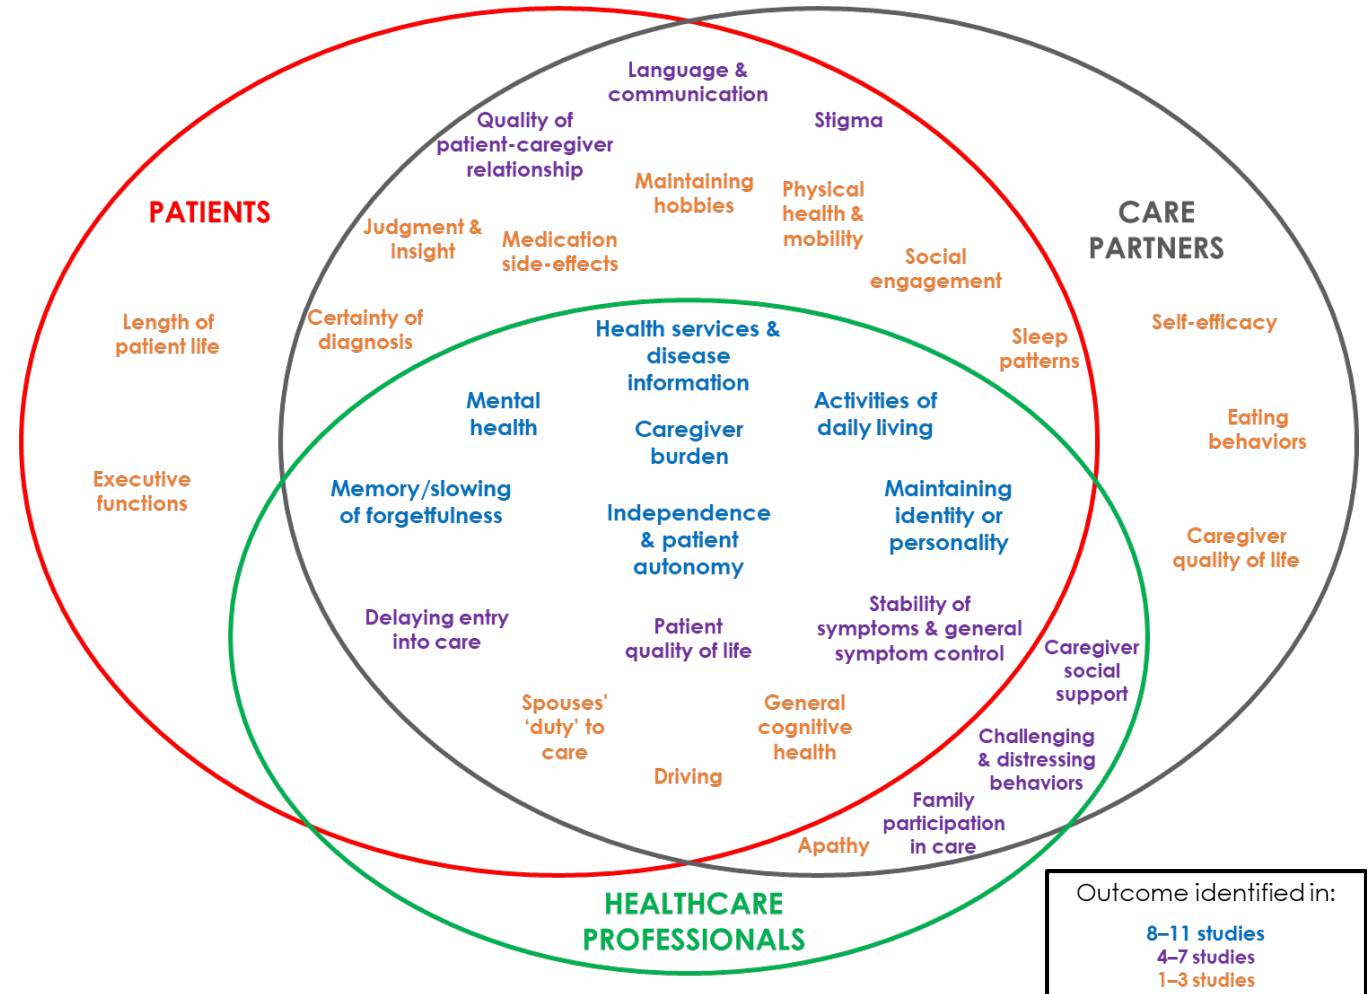 Language &
communication
Quality of
patient-caregiver
relationship
Stigma
Maintaining
hobbies
Physical
health &
mobility
PATIENTS
CARE
PARTNERS
Judgment &
insight
Medication
side-effects
Social
engagement
Length of
patient life
Certainty of
diagnosis
Health services &
disease
information
Sleep
patterns
Self-efficacy
Mental
health
Caregiver
burden
Activities of
daily living
Eating
behaviors
Executive
functions
Memory/slowing
of forgetfulness
Independence
& patient
autonomy
Maintaining
identity or
personality
Caregiver
quality of life
Delaying entry
into care
Patient
quality of life
Stability of
symptoms & general
symptom control
Caregiver
social
support
Spouses'
‘duty’ to
care
General
cognitive
health
Driving
Challenging
& distressing
behaviors
Family
participation
in care
Apathy
HEALTHCARE
PROFESSIONALS
Outcome identified in:
8–11 studies
4–7 studies
1–3 studies